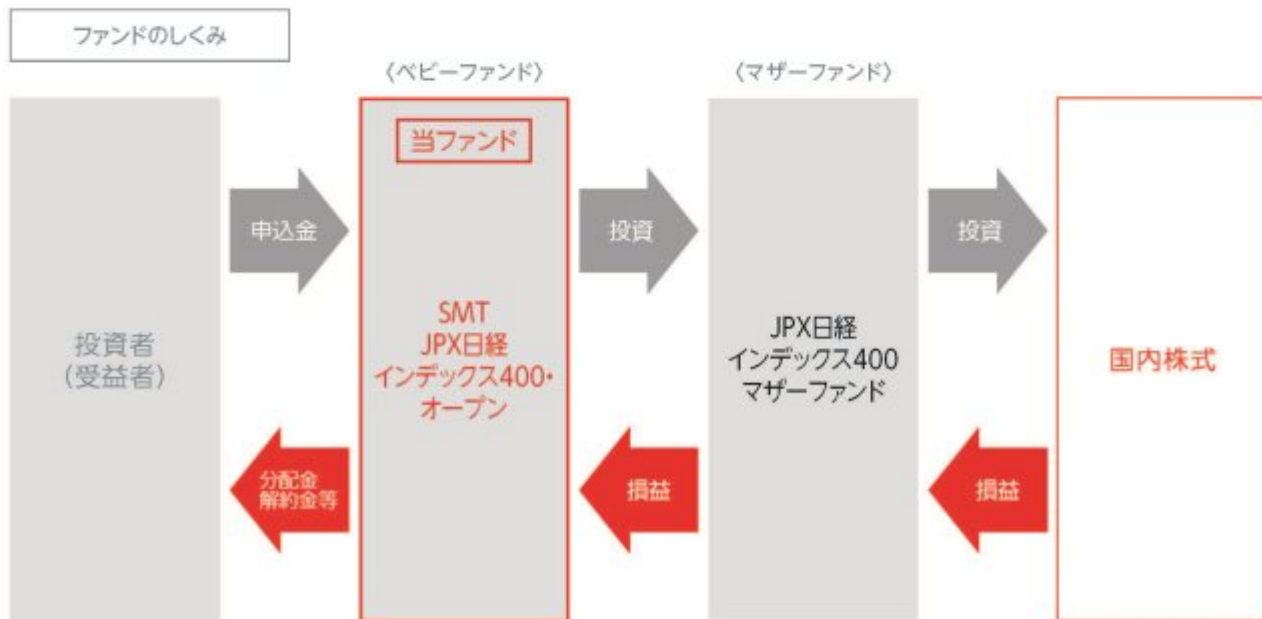 ファンドのしくみ
〈ベビーファンド〉
〈マザーファンド〉
投資者
(受益者)
申込金
分配金
解約金等
当ファンド
SMT
JPX日経
インデックス400・
オープン
投資
損益
JPX日経
インデックス400
マザーファンド
投資
損益
国内株式